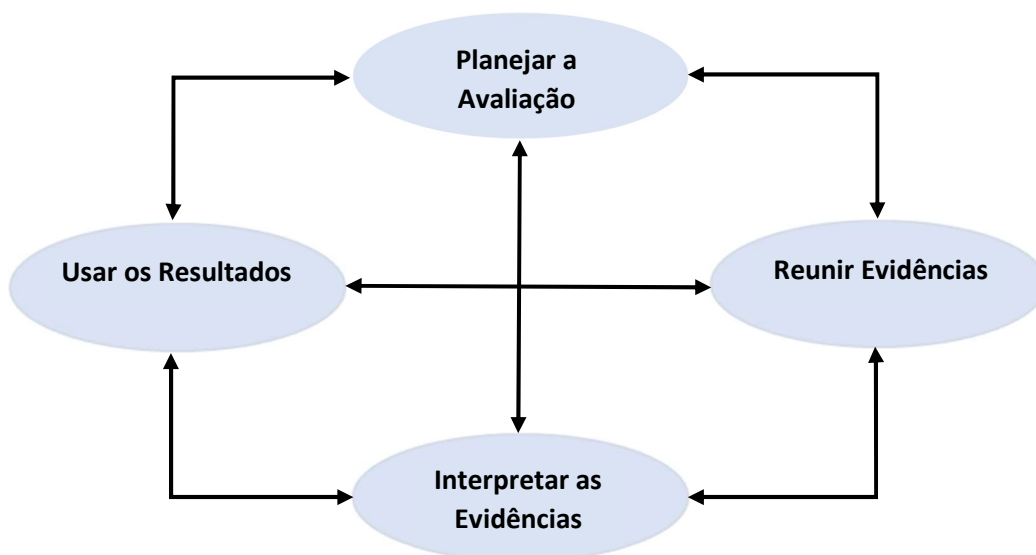 Planejar a
Avaliação
Usar os Resultados
Reunir Evidências
Interpretar as
Evidências